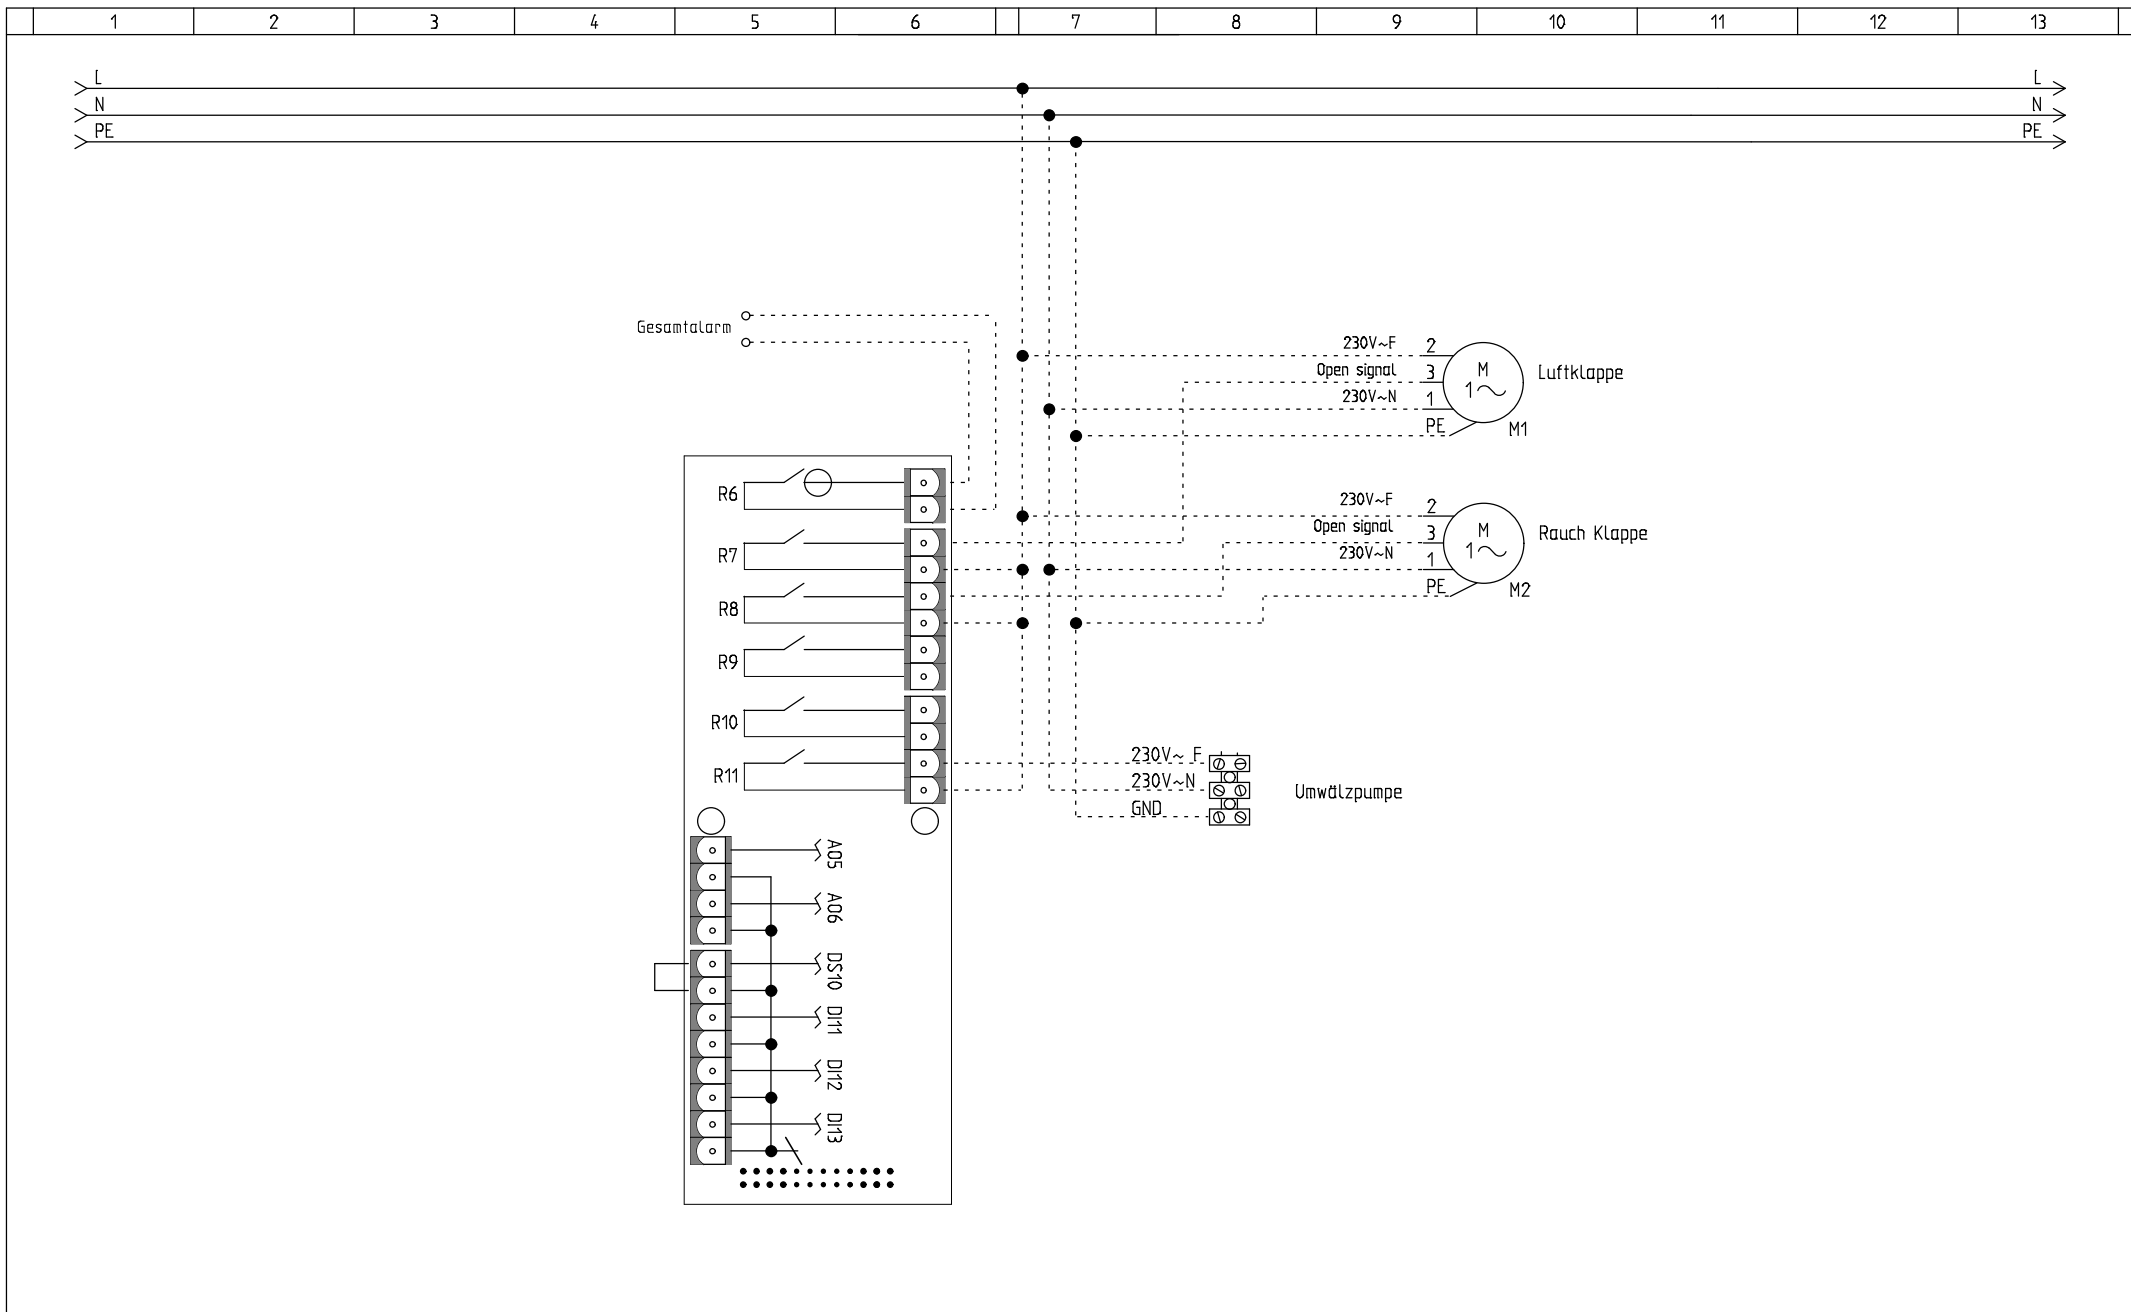 1 2 3 4 5 6 7 8 9 10 11 12 13
L L
N N
PE PE
Gesamtalarm
230V~F 2
Open signal 3
230V~N 1
PE
M
1
M1
Luftklappe
R6
230V~F 2
Open signal 3
230V~N 1
PE
M
1
M2
Rauch Klappe
R7
R8
R9
R10
R11
230V~ F
230V~N
GND
Umwälzpumpe
A05
A06
DS10
DI11
DI12
DI13